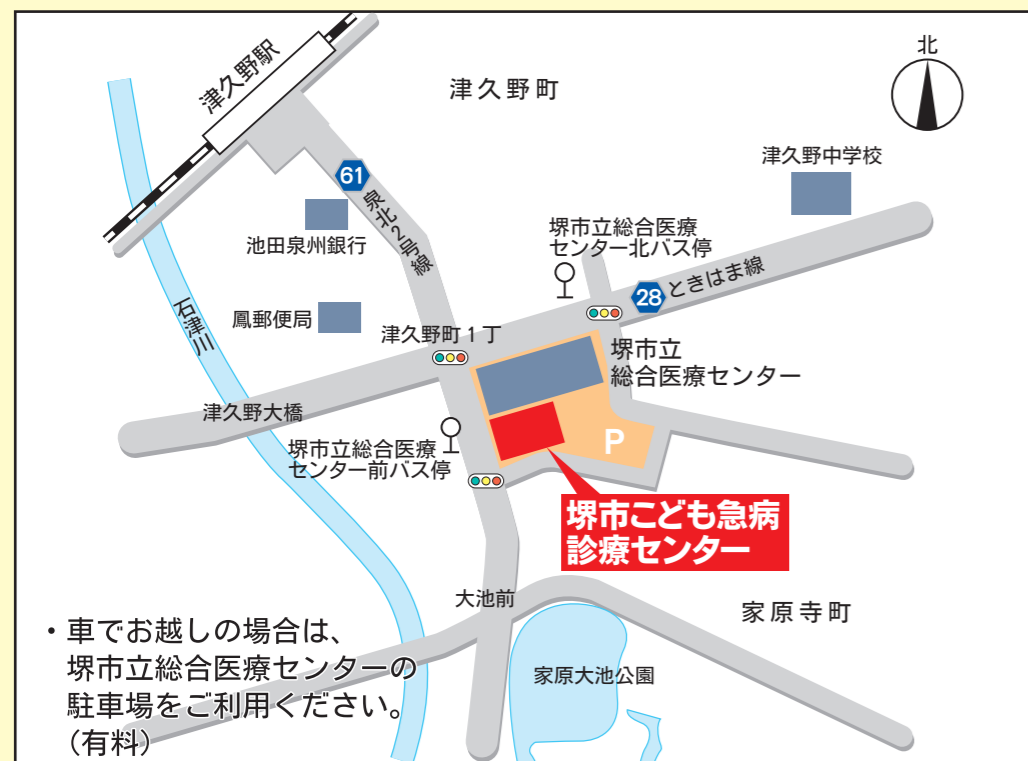 北
津久野駅
津久野町
津久野中学校
61
泉北2号線
池田泉州銀行
堺市立総合医療
センター北バス停
28
ときはま線
石津川
鳳郵便局
津久野町1丁
堺市立
総合医療センター
津久野大橋
堺市立総合医療
センター前バス停
P
堺市こども急病
診療センター
大池前
家原寺町
家原大池公園
・車でお越しの場合は、
堺市立総合医療センターの
駐車場をご利用ください。
（有料）